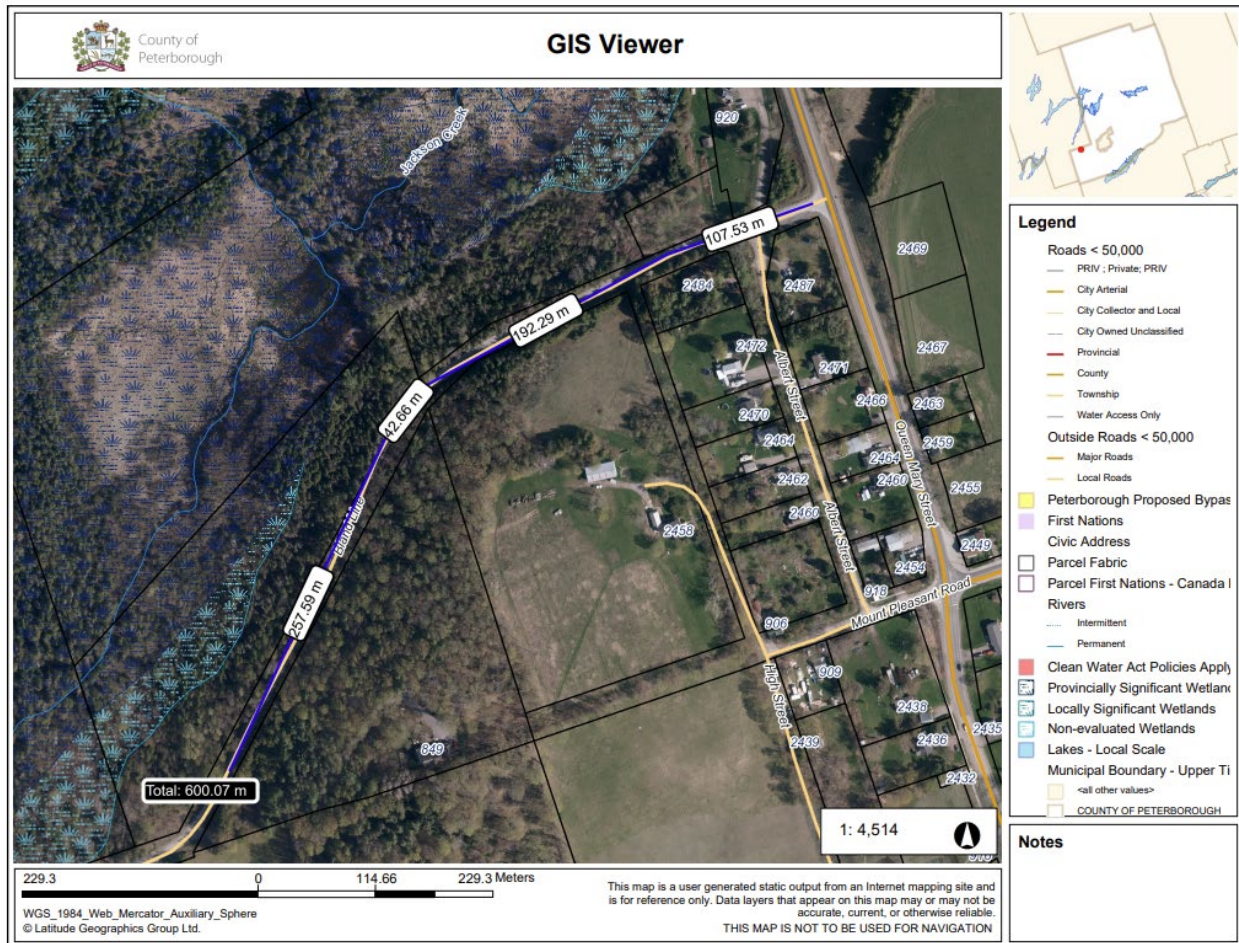 County of
Peterborough
GIS Viewer
920
Jackson Creek
107.53 m
2469
2484
2487
192.29 m
2467
2472
Albert Street
2471
42.66 m
2466
2463
2470
Queen Mary Street
2459
2464
2464
2462
2460
2455
Bland Line
2460
Albert Street
2458
2449
2454
257.59 m
918
Mount Pleasant Road
906
909
High Street
2438
849
2439
2436
2435
2432
Total: 600.07 m
1: 4,514
Legend
Roads < 50,000
PRIV ; Private; PRIV
City Arterial
City Collector and Local
City Owned Unclassified
Provincial
County
Township
Water Access Only
Outside Roads < 50,000
Major Roads
Local Roads
Peterborough Proposed Bypas
First Nations
Civic Address
Parcel Fabric
Parcel First Nations - Canada
Rivers
Intermittent
Permanent
Clean Water Act Policies Apply
Provincially Significant Wetland
Locally Significant Wetlands
Non-evaluated Wetlands
Lakes - Local Scale
Municipal Boundary - Upper Ti
<all other values>
COUNTY OF PETERBOROUGH
Notes
229.3 0 114.66 229.3 Meters
WGS_1984_Web_Mercator_Auxiliary_Sphere
© Latitude Geographics Group Ltd.
This map is a user generated static output from an Internet mapping site and
is for reference only. Data layers that appear on this map may or may not be
accurate, current, or otherwise reliable.
THIS MAP IS NOT TO BE USED FOR NAVIGATION